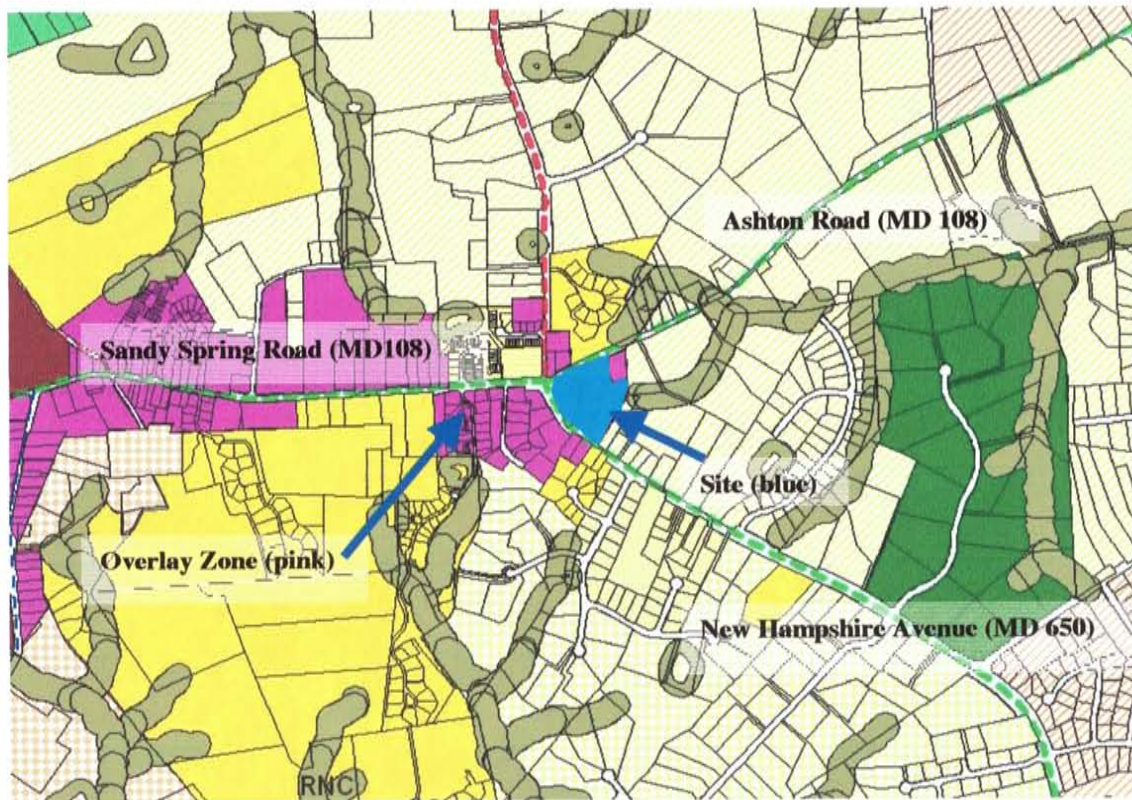 Ashton Road (MD 108)
Sandy Spring Road (MD108)
Site (blue)
Overlay Zone (pink)
New Hampshire Avenue (MD 650)
RNC